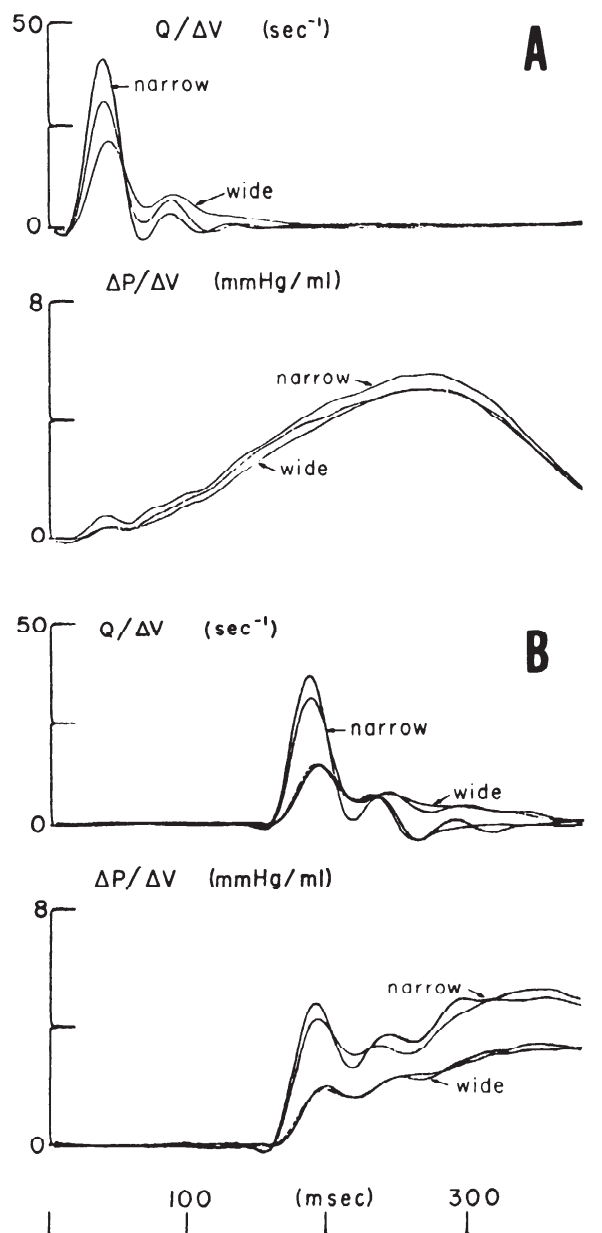 50 Q/ΔV (sec⁻¹) A
narrow
wide
0
ΔP/ΔV (mmHg/ml)
8
narrow
wide
0
50 Q/ΔV (sec⁻¹) B
narrow
wide
0
ΔP/ΔV (mmHg/ml)
8
narrow
wide
0
100 (msec) 300